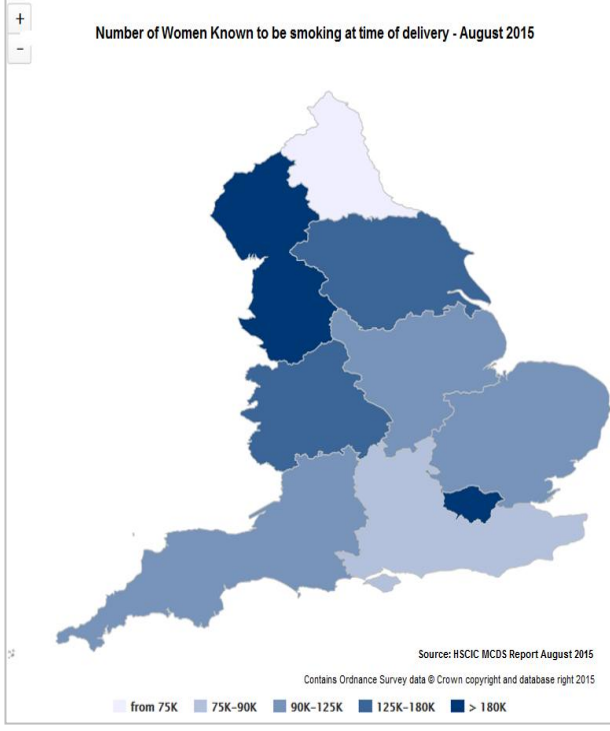 +
-
Number of Women Known to be smoking at time of delivery - August 2015
Source: HSCIC MCDS Report August 2015
Contains Ordnance Survey data © Crown copyright and database right 2015
from 75K 75K-90K 90K-125K 125K-180K > 180K